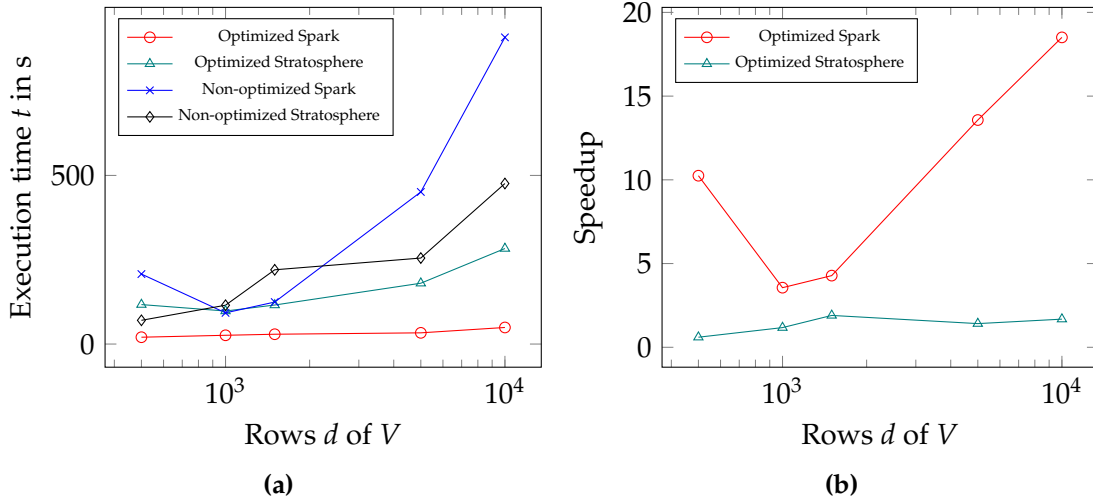 Optimized Spark
Optimized Stratosphere
Non-optimized Spark
Non-optimized Stratosphere
Execution time t in s
500
0
10³
10⁴
Rows d of V
(a)
Optimized Spark
Optimized Stratosphere
Speedup
20
15
10
5
0
10³
10⁴
Rows d of V
(b)